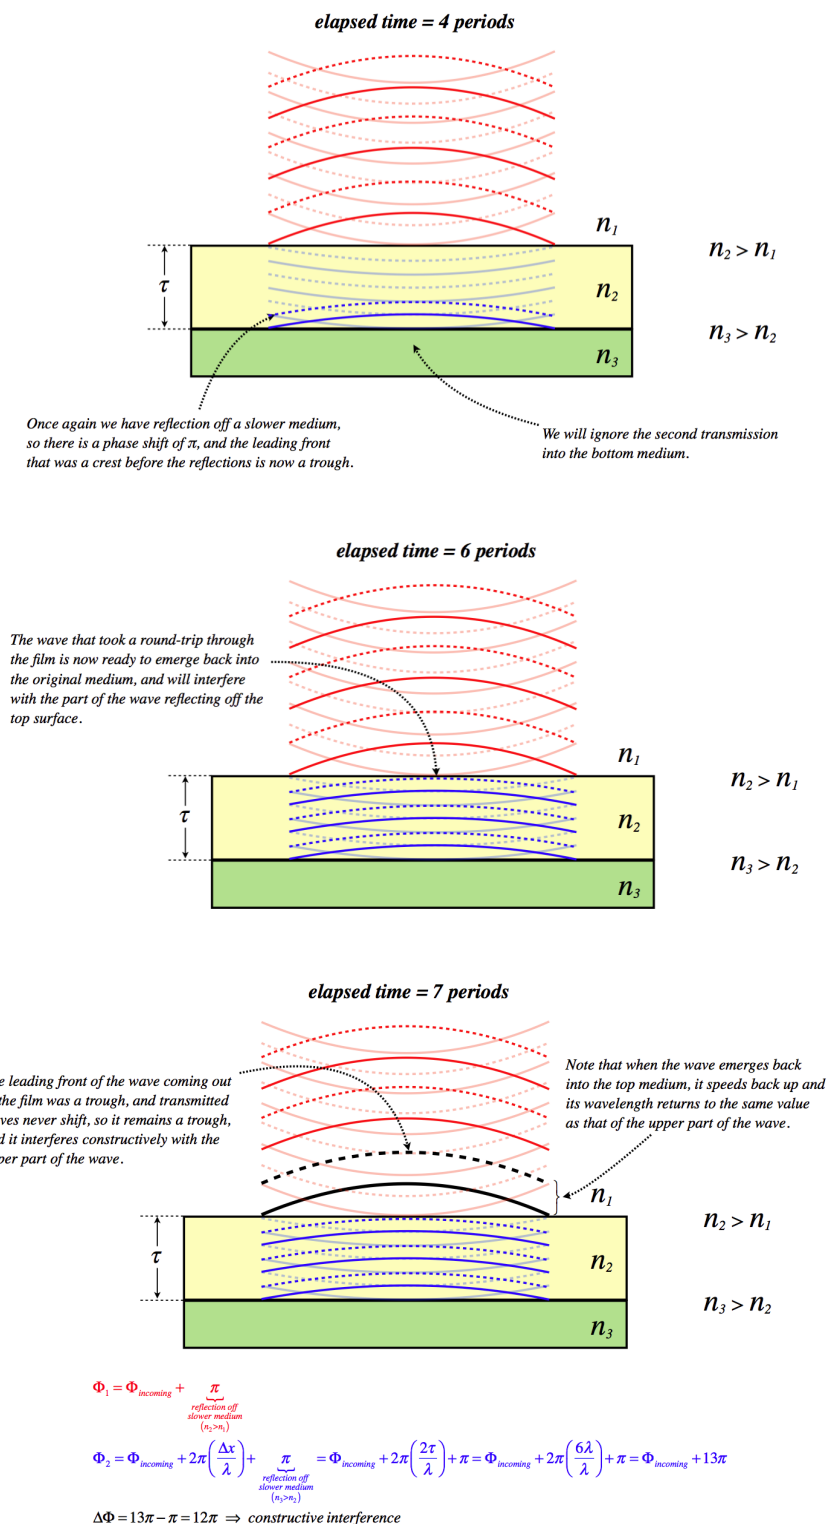 elapsed time = 4 periods
n₁
n₂ > n₁
τ
n₂
n₃ > n₂
n₃
Once again we have reflection off a slower medium,
so there is a phase shift of π, and the leading front
that was a crest before the reflections is now a trough.
We will ignore the second transmission
into the bottom medium.
elapsed time = 6 periods
The wave that took a round-trip through
the film is now ready to emerge back into
the original medium, and will interfere
with the part of the wave reflecting off the
top surface.
n₁
n₂ > n₁
τ
n₂
n₃ > n₂
n₃
elapsed time = 7 periods
leading front of the wave coming out
the film was a trough, and transmitted
never shift, so it remains a trough,
it interferes constructively with the
part of the wave.
Note that when the wave emerges back
into the top medium, it speeds back up and
its wavelength returns to the same value
as that of the upper part of the wave.
n₁
n₂ > n₁
τ
n₂
n₃ > n₂
n₃
Φ₁ = Φincoming + π
reflection off
slower medium
(n₂>n₁)
Φ₂ = Φincoming + 2π(Δx/λ) + π = Φincoming + 2π(2τ/λ) + π = Φincoming + 2π(6λ/λ) + π = Φincoming + 13π
reflection off
slower medium
(n₃>n₂)
ΔΦ = 13π − π = 12π ⇒ constructive interference